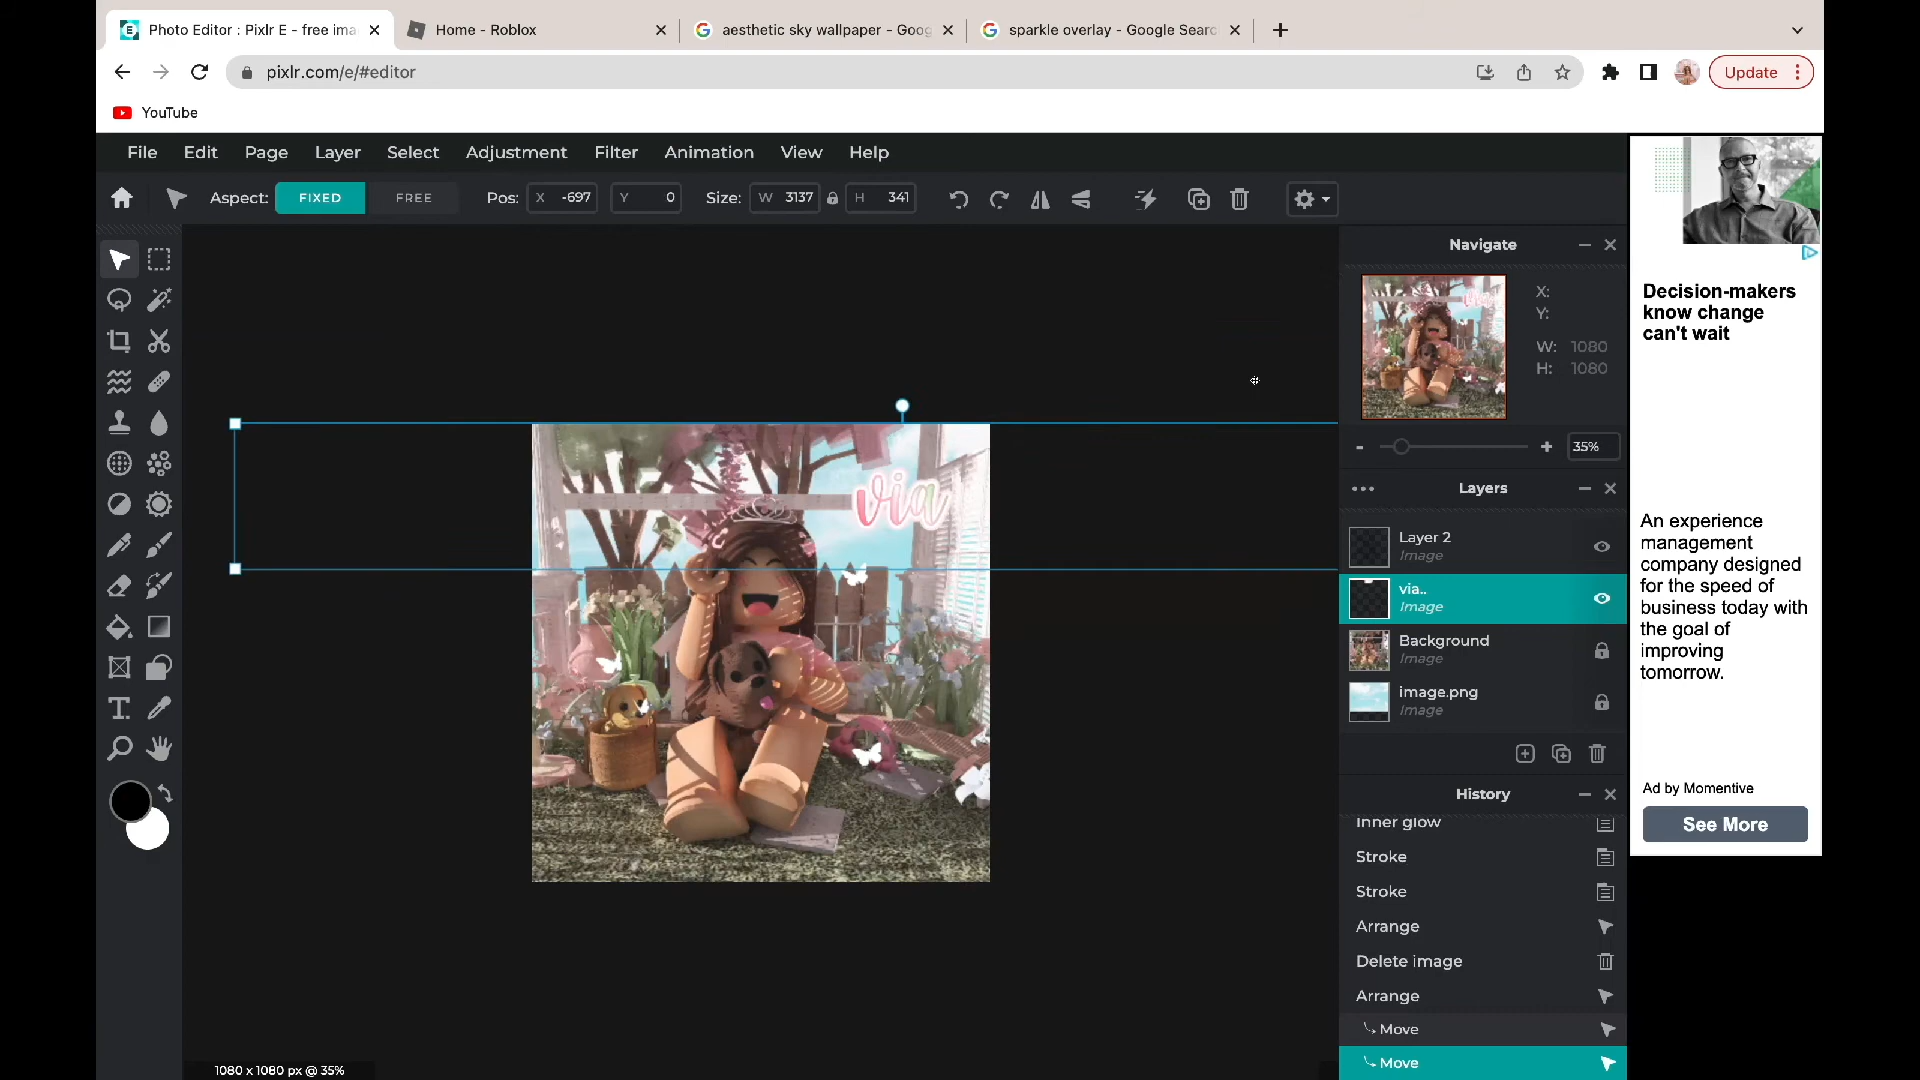 Photo Editor : Pixlr E - free ima
Home - Roblox
aesthetic sky wallpaper - Goog
sparkle overlay - Google Searc
pixlr.com/e/#editor
Update
YouTube
File Edit Page Layer Select Adjustment Filter Animation View Help
Aspect: FIXED FREE Pos: X -697 Y 0 Size: W 3137 H 341
Navigate
X:
Y:
W: 1080
H: 1080
- + 35%
Layers
Layer 2
Image
via..
Image
Background
Image
image.png
Image
History
Inner glow
Stroke
Stroke
Arrange
Delete image
Arrange
Move
Move
via
via
1080 x 1080 px @ 35%
Decision-makers
know change
can't wait
An experience
management
company designed
for the speed of
business today with
the goal of
improving
tomorrow.
Ad by Momentive
See More